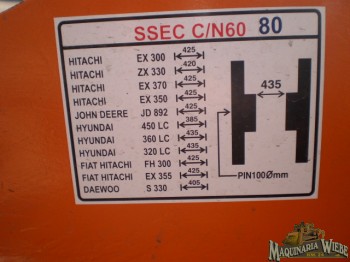 SSEC C/N60 80
HITACHI EX 300 425
HITACHI ZX 330 420
HITACHI EX 370 425
HITACHI EX 350 425
JOHN DEERE JD 892 425
HYUNDAI 450 LC 385
HYUNDAI 360 LC 435
HYUNDAI 320 LC 435
FIAT HITACHI FH 300 425
FIAT HITACHI EX 355 425
DAEWOO S 330 405
435
PIN100Ømm
MAQUINARIA WIEBE